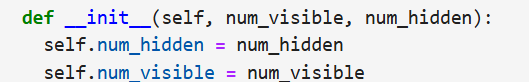 def __init__(self, num_visible, num_hidden):
self.num_hidden = num_hidden
self.num_visible = num_visible